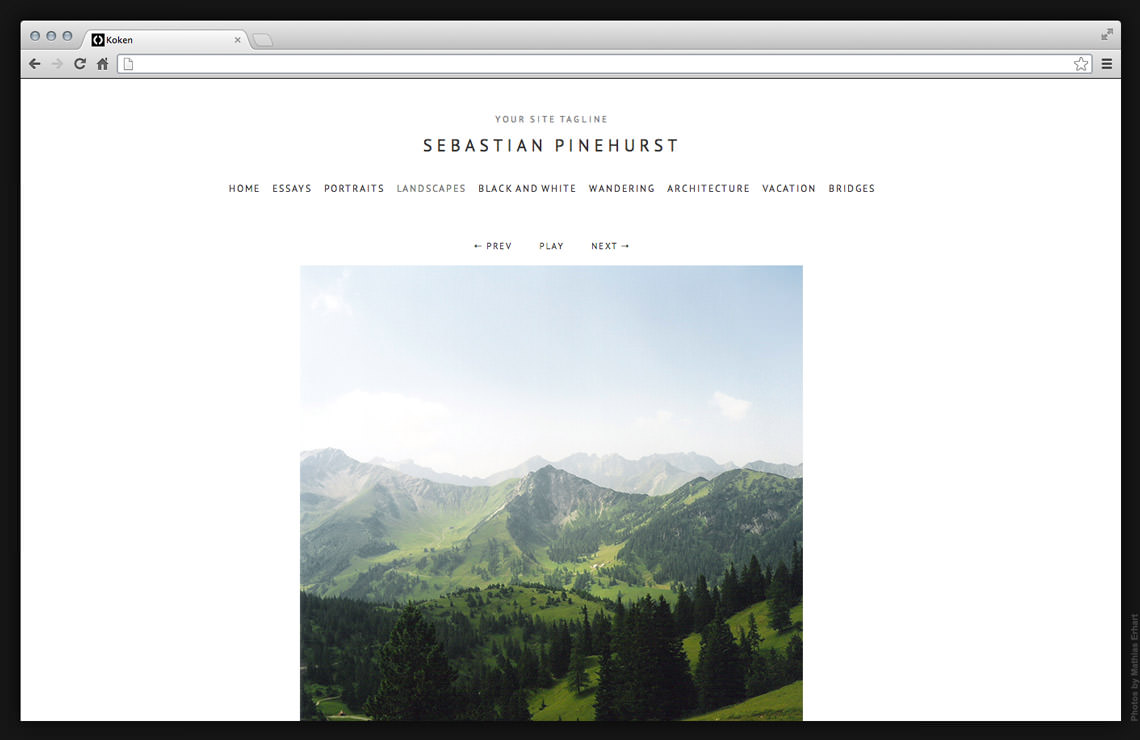 Koken
YOUR SITE TAGLINE
SEBASTIAN PINEHURST
HOME ESSAYS PORTRAITS LANDSCAPES BLACK AND WHITE WANDERING ARCHITECTURE VACATION BRIDGES
← PREV PLAY NEXT →
Photos by Mathias Erhart